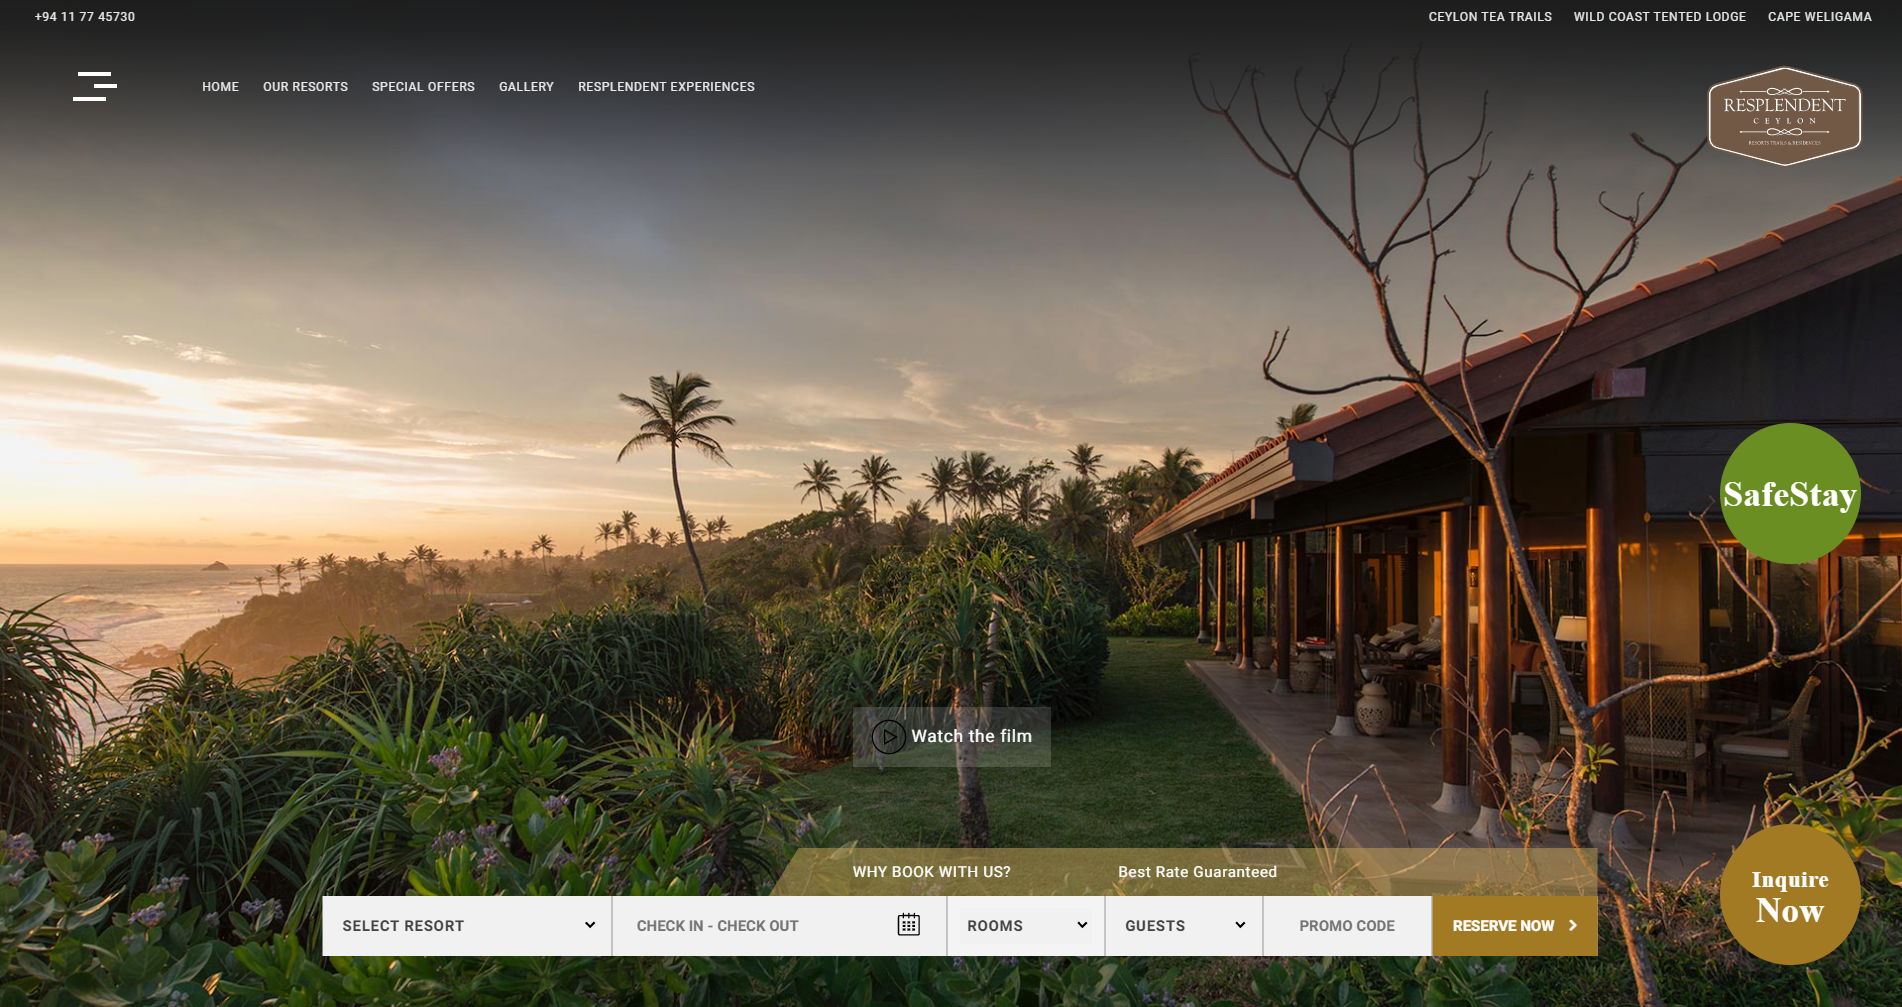 +94 11 77 45730
CEYLON TEA TRAILS
WILD COAST TENTED LODGE
CAPE WELIGAMA
HOME
OUR RESORTS
SPECIAL OFFERS
GALLERY
RESPLENDENT EXPERIENCES
RESPLENDENT
CEYLON
RESORTS TRAILS & RESIDENCES
SafeStay
Watch the film
WHY BOOK WITH US?
Best Rate Guaranteed
SELECT RESORT
CHECK IN - CHECK OUT
ROOMS
GUESTS
PROMO CODE
RESERVE NOW
Inquire
Now